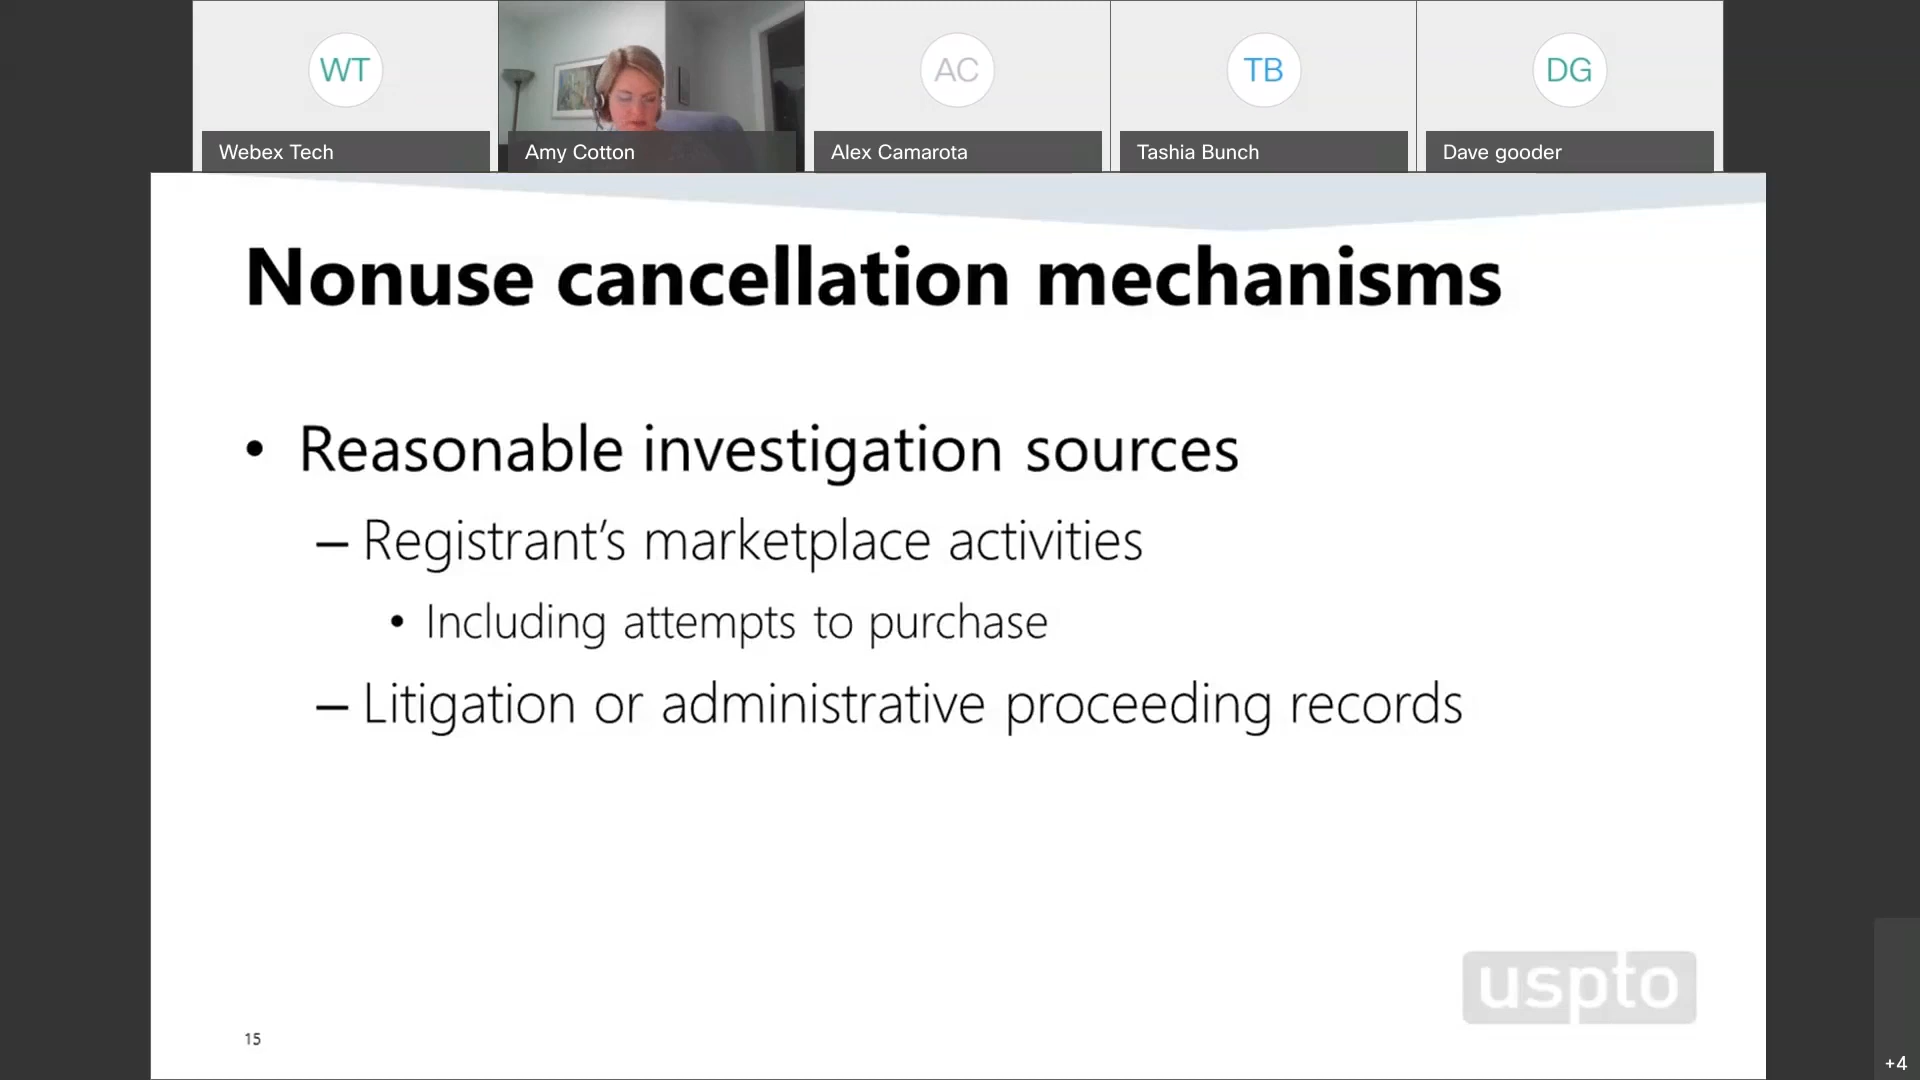 WT
AC
TB
DG
Webex Tech
Amy Cotton
Alex Camarota
Tashia Bunch
Dave gooder
Nonuse cancellation mechanisms
• Reasonable investigation sources
– Registrant’s marketplace activities
• Including attempts to purchase
– Litigation or administrative proceeding records
uspto
15
+4